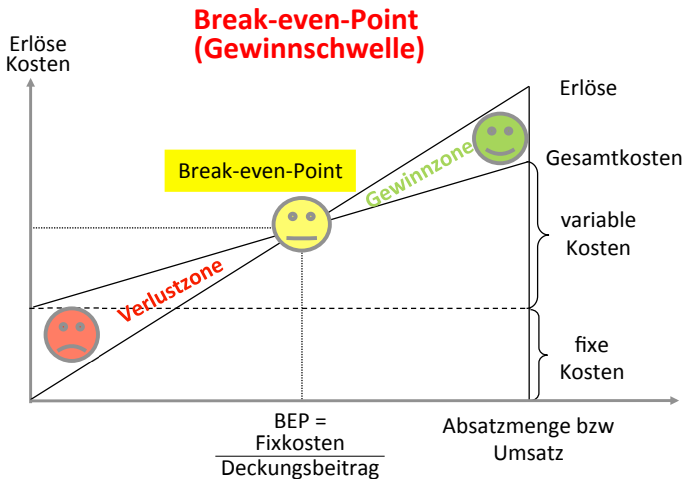 Break-even-Point
(Gewinnschwelle)
Erlöse
Kosten
Erlöse
Gewinnzone
Gesamtkosten
Break-even-Point
variable
Kosten
Verlustzone
fixe
Kosten
BEP =
Fixkosten
Deckungsbeitrag
Absatzmenge bzw
Umsatz